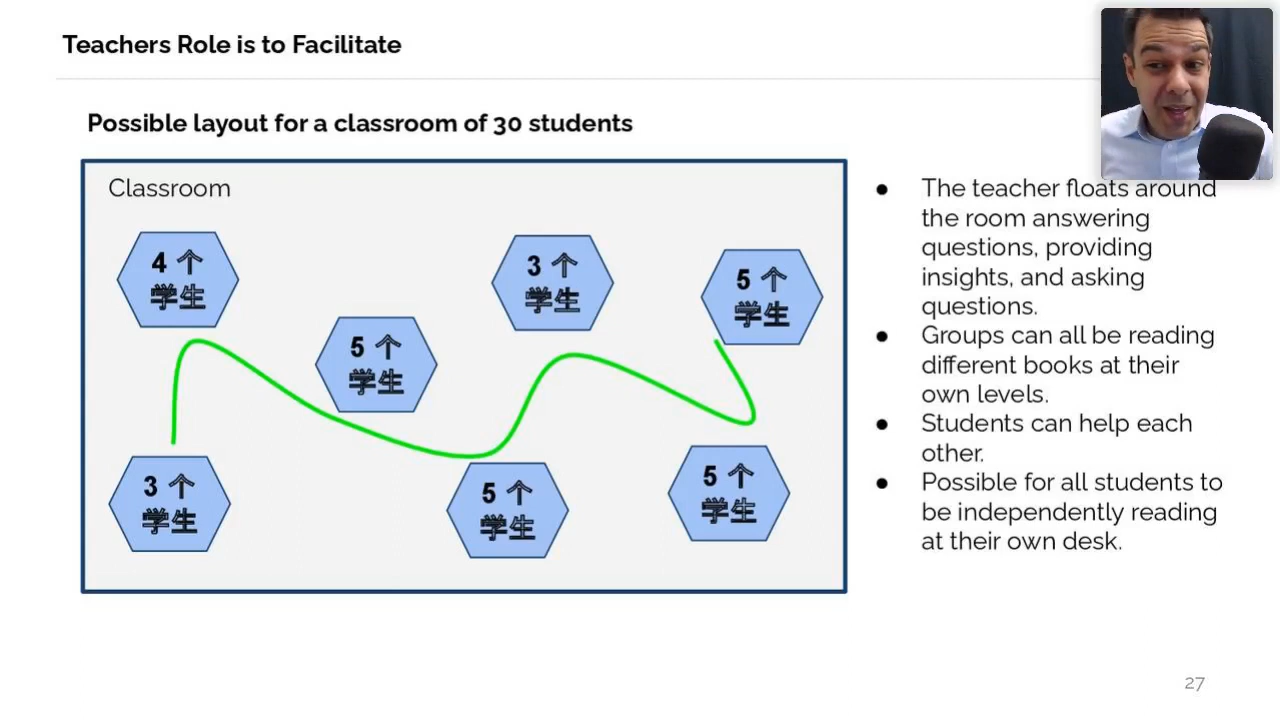 Teachers Role is to Facilitate
Possible layout for a classroom of 30 students
Classroom
4 个
学生
5 个
学生
3 个
学生
5 个
学生
3 个
学生
5 个
学生
5 个
学生
● The teacher floats around
the room answering
questions, providing
insights, and asking
questions.
● Groups can all be reading
different books at their
own levels.
● Students can help each
other.
● Possible for all students to
be independently reading
at their own desk.
27